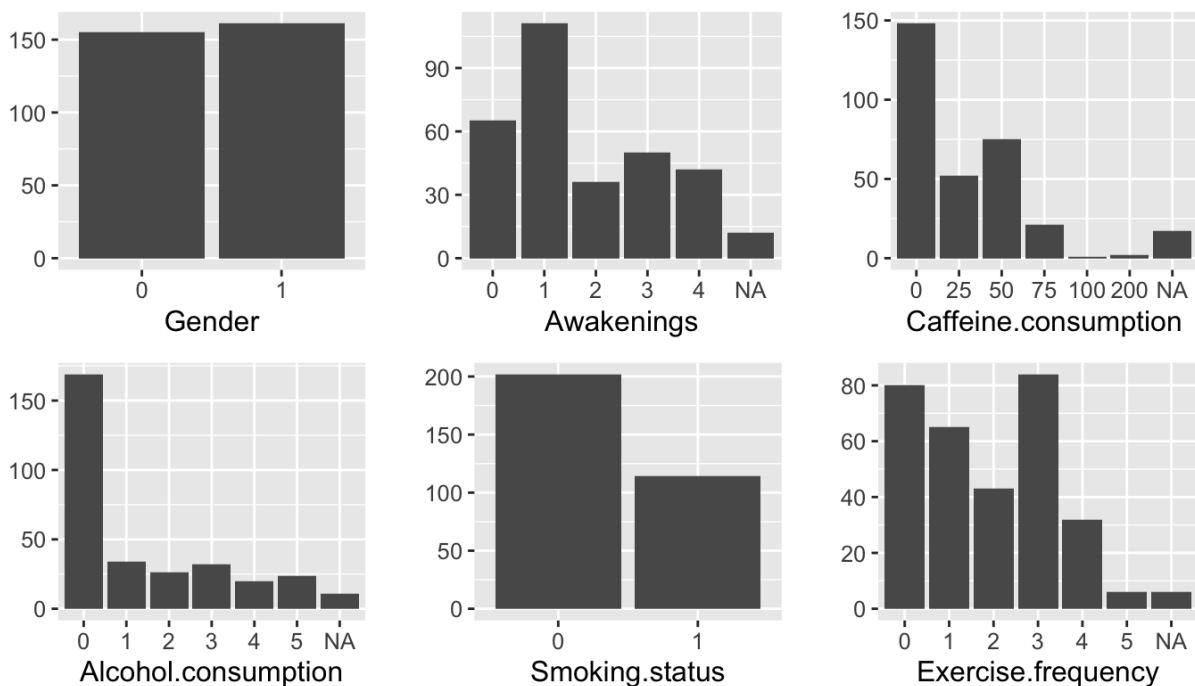 150
100
50
0
0 1
Gender
90
60
30
0
0 1 2 3 4 NA
Awakenings
150
100
50
0
0 25 50 75 100 200 NA
Caffeine.consumption
150
100
50
0
0 1 2 3 4 5 NA
Alcohol.consumption
200
150
100
50
0
0 1
Smoking.status
80
60
40
20
0
0 1 2 3 4 5 NA
Exercise.frequency